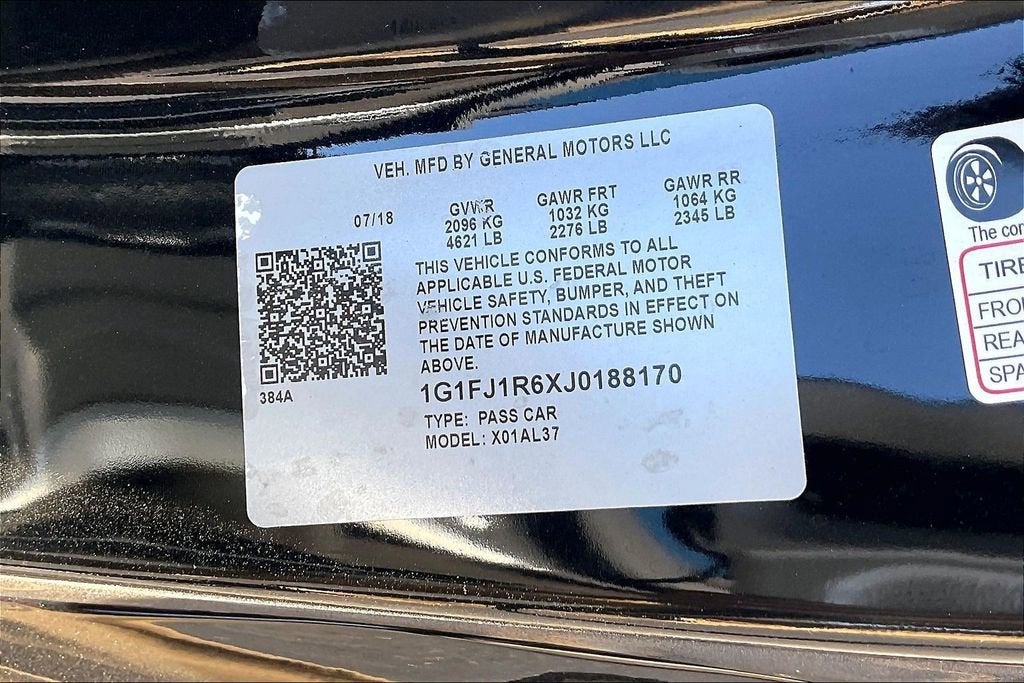 VEH. MFD BY GENERAL MOTORS LLC
07/18
GVWR
2096 KG
4621 LB
GAWR FRT
1032 KG
2276 LB
GAWR RR
1064 KG
2345 LB
THIS VEHICLE CONFORMS TO ALL
APPLICABLE U.S. FEDERAL MOTOR
VEHICLE SAFETY, BUMPER, AND THEFT
PREVENTION STANDARDS IN EFFECT ON
THE DATE OF MANUFACTURE SHOWN
ABOVE.
384A
1G1FJ1R6XJ0188170
TYPE: PASS CAR
MODEL: X01AL37
The com
TIRE
FRO
REA
SPA